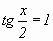 tg x/2 = 1